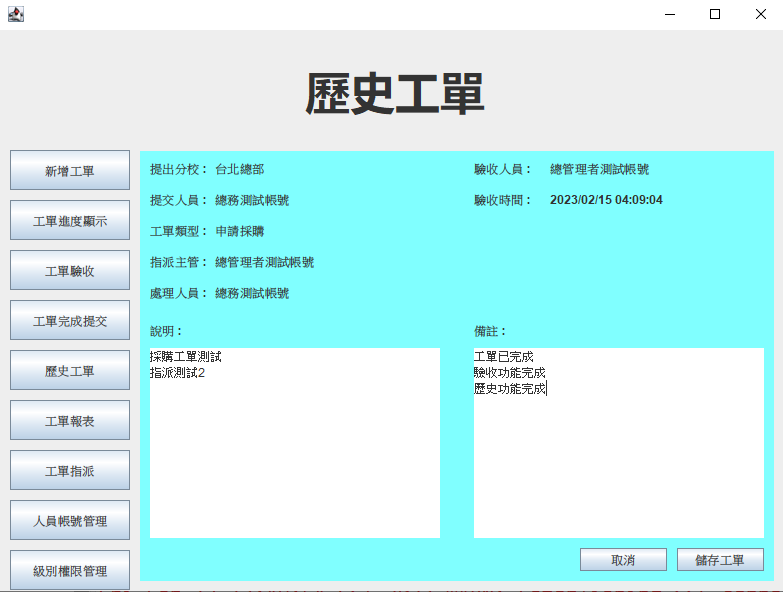 歷史工單
新增工單
工單進度顯示
工單驗收
工單完成提交
歷史工單
工單報表
工單指派
人員帳號管理
級別權限管理
提出分校： 台北總部
驗收人員： 總管理者測試帳號
提交人員： 總務測試帳號
驗收時間： 2023/02/15 04:09:04
工單類型： 申請採購
指派主管： 總管理者測試帳號
處理人員： 總務測試帳號
說明：
採購工單測試
指派測試2
備註：
工單已完成
驗收功能完成
歷史功能完成
取消
儲存工單